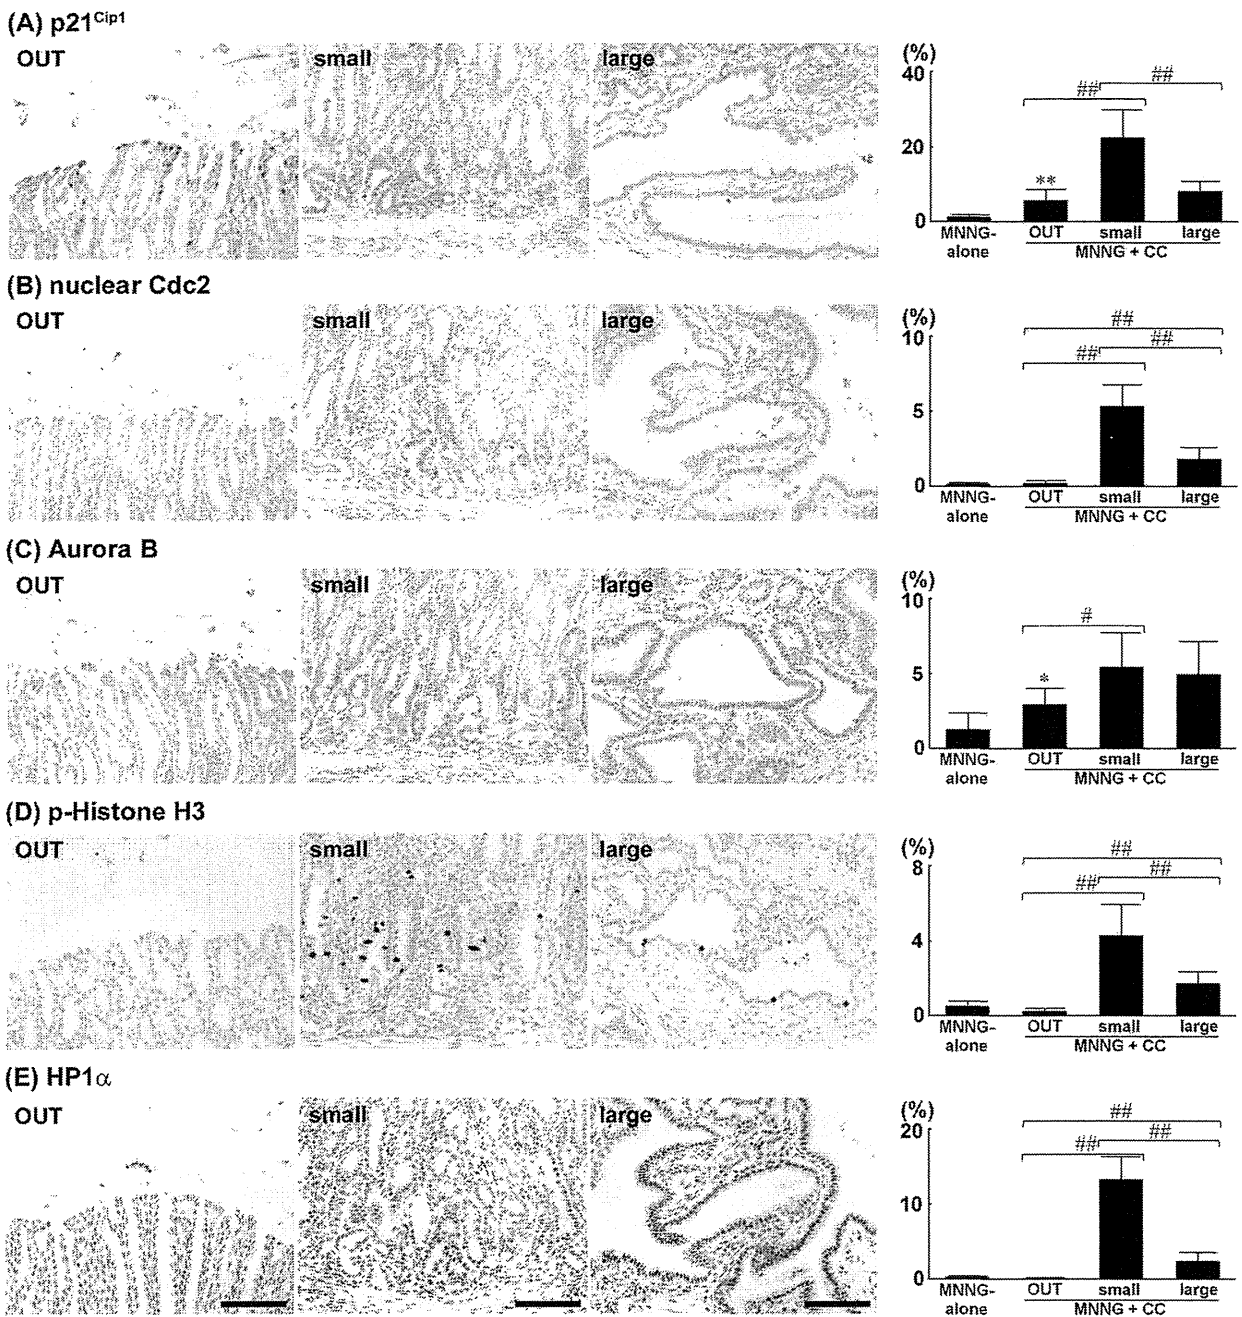 (A) p21Cip1
OUT
small
large
(%)
40
20
0
##
##
**
MNNG-
alone
OUT
small
large
MNNG + CC
(B) nuclear Cdc2
OUT
small
large
(%)
10
5
0
##
##
##
MNNG-
alone
OUT
small
large
MNNG + CC
(C) Aurora B
OUT
small
large
(%)
10
5
0
#
*
MNNG-
alone
OUT
small
large
MNNG + CC
(D) p-Histone H3
OUT
small
large
(%)
8
4
0
##
##
##
MNNG-
alone
OUT
small
large
MNNG + CC
(E) HP1α
OUT
small
large
(%)
20
10
0
##
##
##
MNNG-
alone
OUT
small
large
MNNG + CC